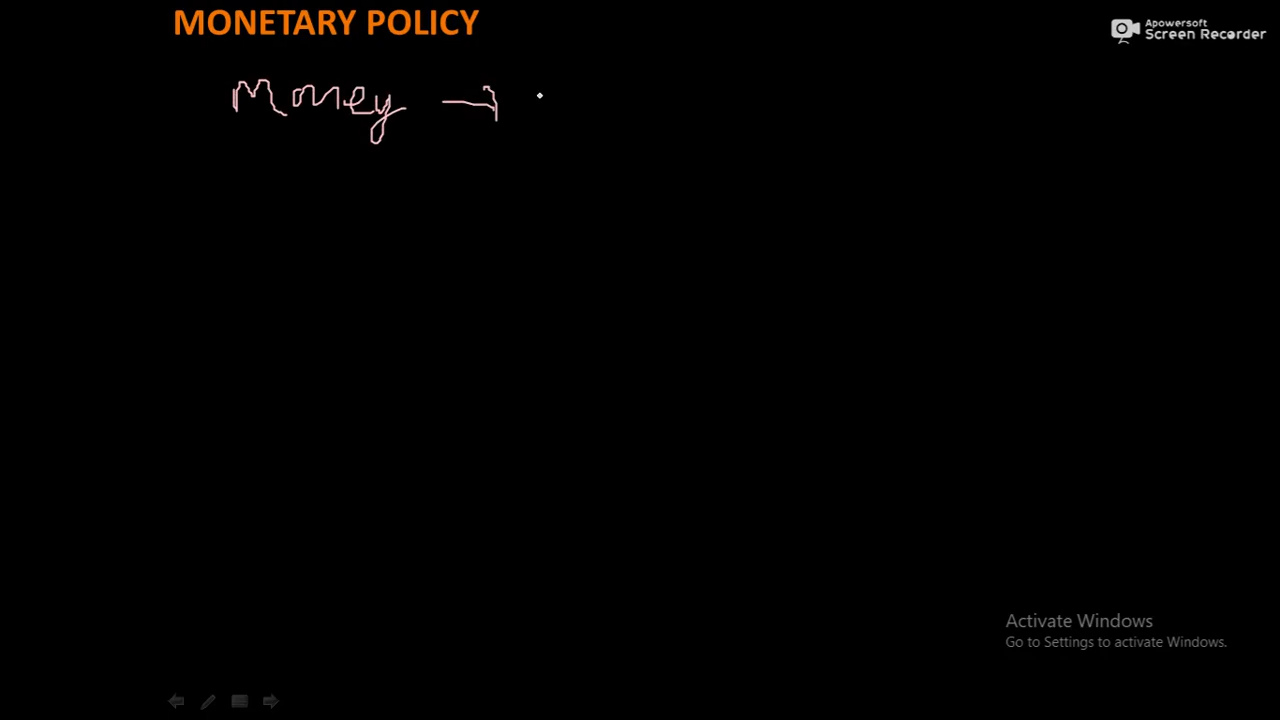 MONETARY POLICY
Apowersoft
Screen Recorder
Money →
Activate Windows
Go to Settings to activate Windows.